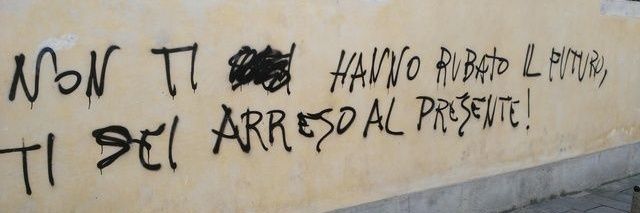 NON TI HANNO RUBATO IL FUTURO,
TI SEI ARRESO AL PRESENTE!